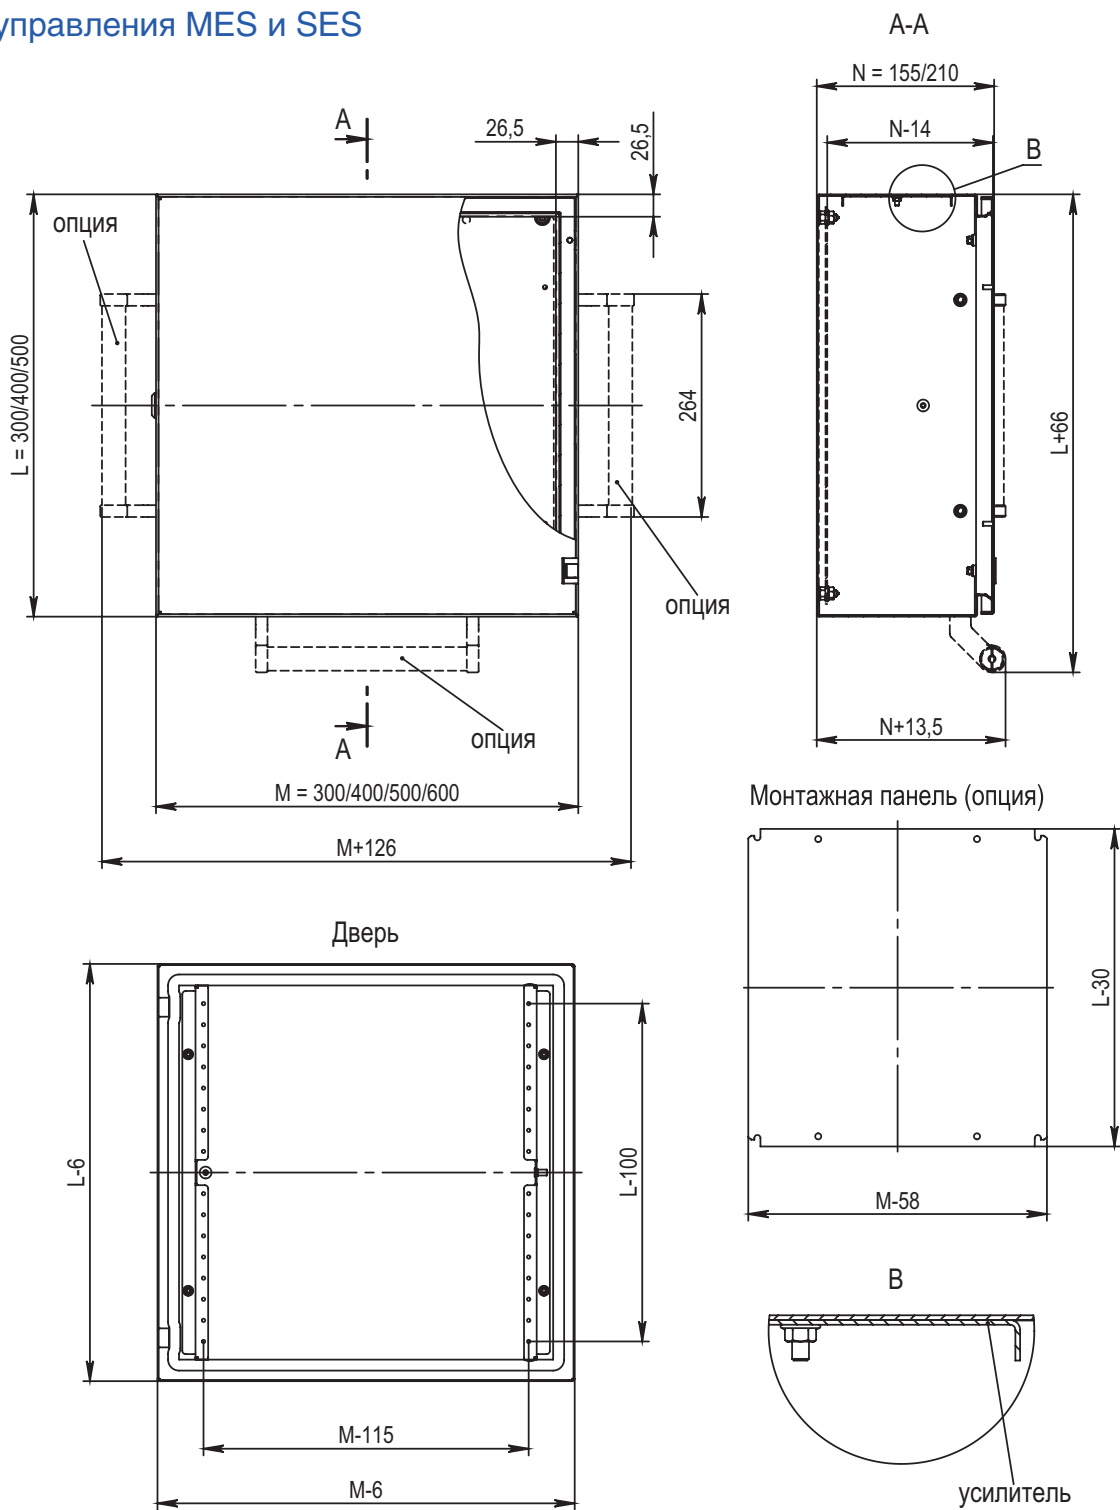 управления MES и SES
A-A
N = 155/210
N-14
B
A
26,5
26,5
опция
L = 300/400/500
264
L+66
опция
опция
A
N+13,5
M = 300/400/500/600
M+126
Монтажная панель (опция)
L-30
M-58
Дверь
L-6
L-100
M-115
M-6
B
усилитель